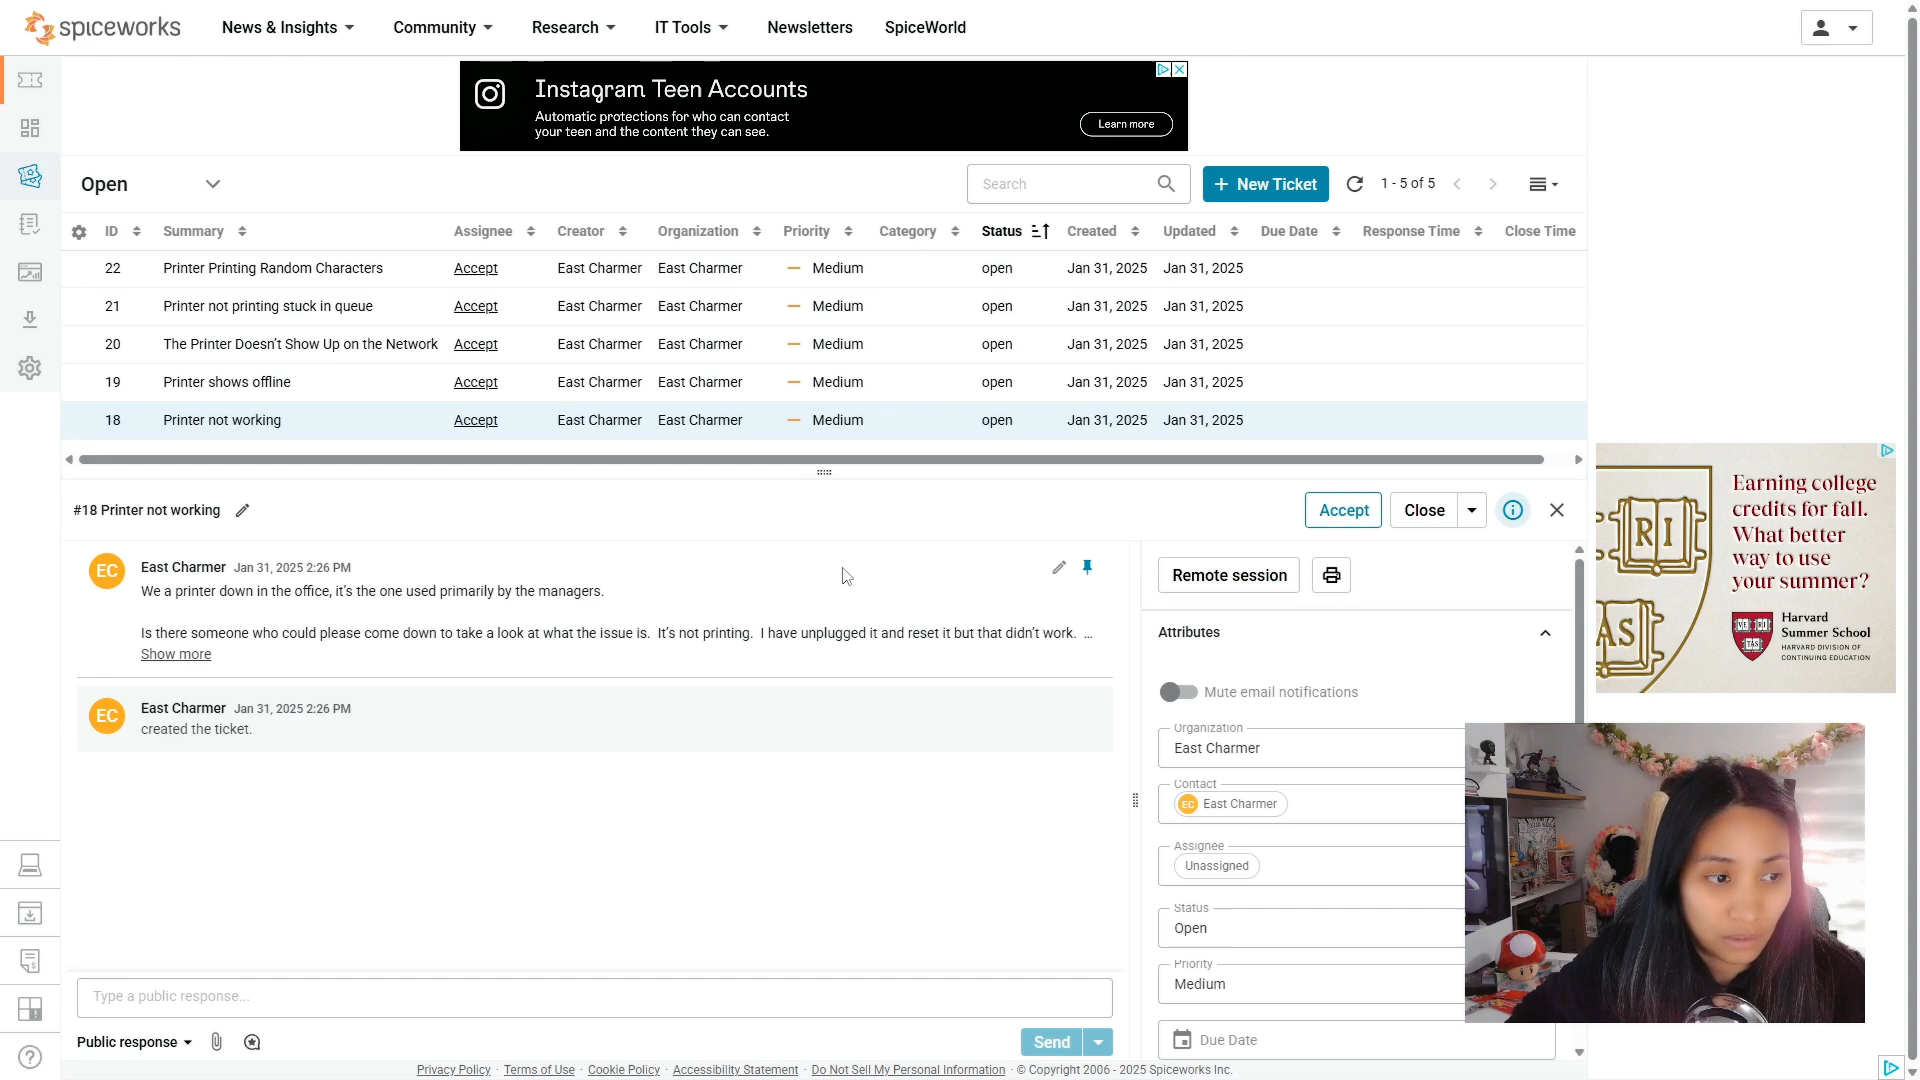 spiceworks
News & Insights
Community
Research
IT Tools
Newsletters
SpiceWorld
Instagram Teen Accounts
Automatic protections for who can contact
your teen and the content they can see.
Learn more
Open
Search
+ New Ticket
1 - 5 of 5
ID Summary Assignee Creator Organization Priority Category Status Created Updated Due Date Response Time Close Time
22 Printer Printing Random Characters Accept East Charmer East Charmer Medium open Jan 31, 2025 Jan 31, 2025
21 Printer not printing stuck in queue Accept East Charmer East Charmer Medium open Jan 31, 2025 Jan 31, 2025
20 The Printer Doesn't Show Up on the Network Accept East Charmer East Charmer Medium open Jan 31, 2025 Jan 31, 2025
19 Printer shows offline Accept East Charmer East Charmer Medium open Jan 31, 2025 Jan 31, 2025
18 Printer not working Accept East Charmer East Charmer Medium open Jan 31, 2025 Jan 31, 2025
#18 Printer not working
Accept
Close
EC
East Charmer Jan 31, 2025 2:26 PM
We a printer down in the office, it's the one used primarily by the managers.
Is there someone who could please come down to take a look at what the issue is. It's not printing. I have unplugged it and reset it but that didn't work. ...
Show more
EC
East Charmer Jan 31, 2025 2:26 PM
created the ticket.
Remote session
Attributes
Mute email notifications
Organization
East Charmer
Contact
EC East Charmer
Assignee
Unassigned
Status
Open
Priority
Medium
Due Date
Type a public response...
Public response
Send
Earning college
credits for fall.
What better
way to use
your summer?
RI
AS
VE RI
TAS
Harvard
Summer School
HARVARD DIVISION OF
CONTINUING EDUCATION
Privacy Policy · Terms of Use · Cookie Policy · Accessibility Statement · Do Not Sell My Personal Information · © Copyright 2006 - 2025 Spiceworks Inc.